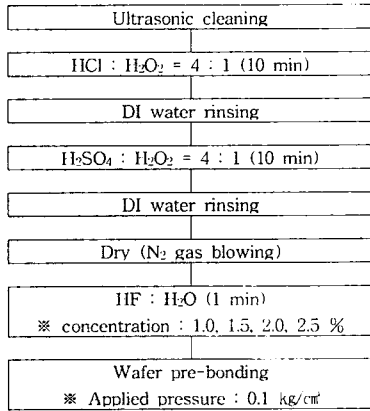 Ultrasonic cleaning
HCl : H₂O₂ = 4 : 1 (10 min)
DI water rinsing
H₂SO₄ : H₂O₂ = 4 : 1 (10 min)
DI water rinsing
Dry (N₂ gas blowing)
HF : H₂O (1 min)
※ concentration : 1.0, 1.5, 2.0, 2.5 %
Wafer pre-bonding
※ Applied pressure : 0.1 kg/㎠